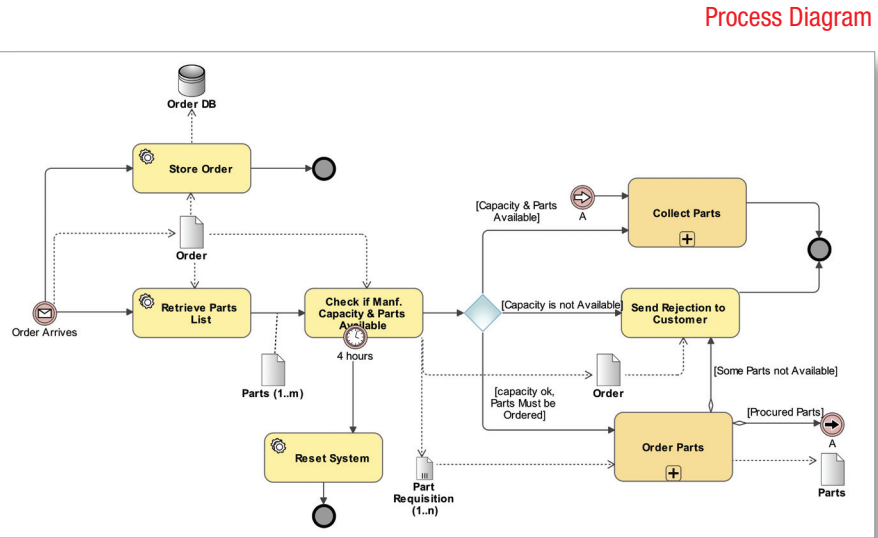 Process Diagram
Order DB
Store Order
Order
Order Arrives
Retrieve Parts
List
Check if Manf.
Capacity & Parts
Available
4 hours
Parts (1..m)
Reset System
Part
Requisition
(1..n)
[Capacity & Parts
Available]
A
Collect Parts
[Capacity is not Available]
Send Rejection to
Customer
Order
[capacity ok,
Parts Must be
Ordered]
[Some Parts not Available]
[Procured Parts]
A
Order Parts
Parts